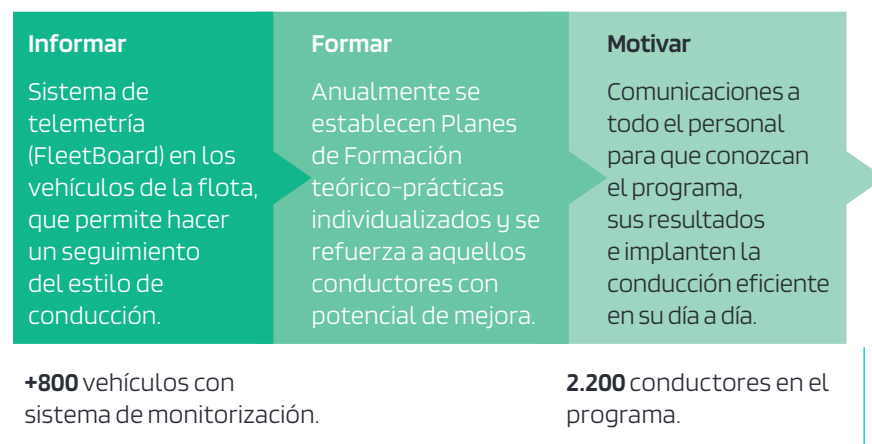 Informar
Sistema de
telemetría
(FleetBoard) en los
vehículos de la flota,
que permite hacer
un seguimiento
del estilo de
conducción.
Formar
Anualmente se
establecen Planes
de Formación
teórico-prácticas
individualizados y se
refuerza a aquellos
conductores con
potencial de mejora.
Motivar
Comunicaciones a
todo el personal
para que conozcan
el programa,
sus resultados
e implanten la
conducción eficiente
en su día a día.
+800 vehículos con
sistema de monitorización.
2.200 conductores en el
programa.